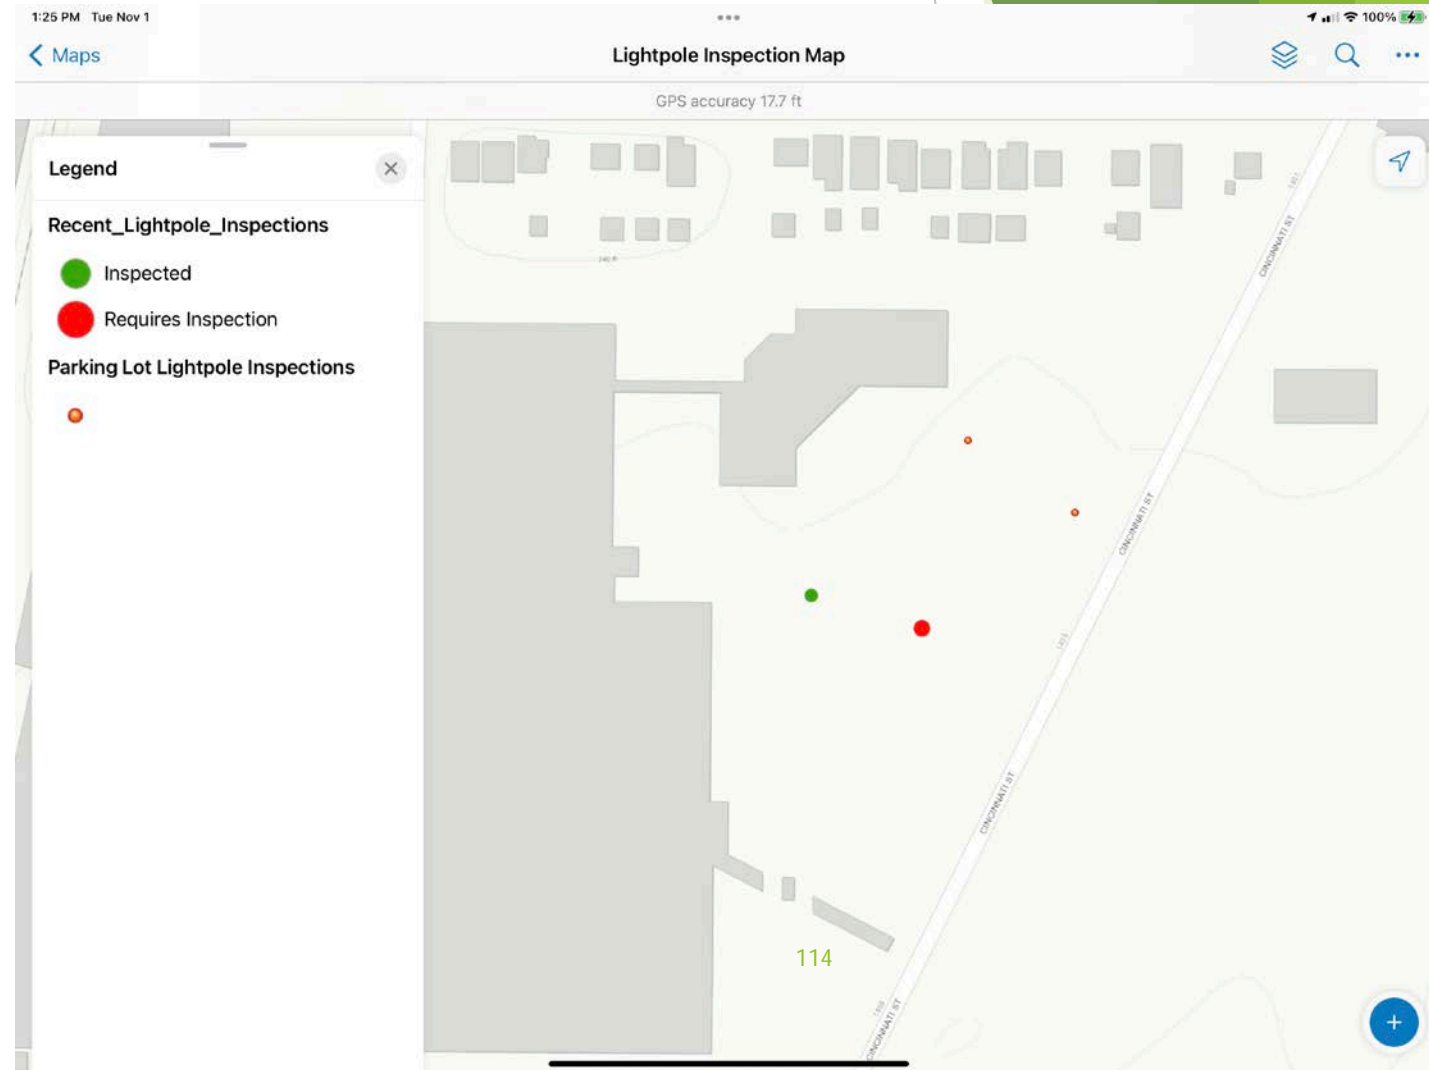 1:25 PM Tue Nov 1
100%
Maps
Lightpole Inspection Map
GPS accuracy 17.7 ft
Legend
Recent_Lightpole_Inspections
Inspected
Requires Inspection
Parking Lot Lightpole Inspections
CINCINNATI ST
CINCINNATI ST
CINCINNATI ST
CINCINNATI ST
114